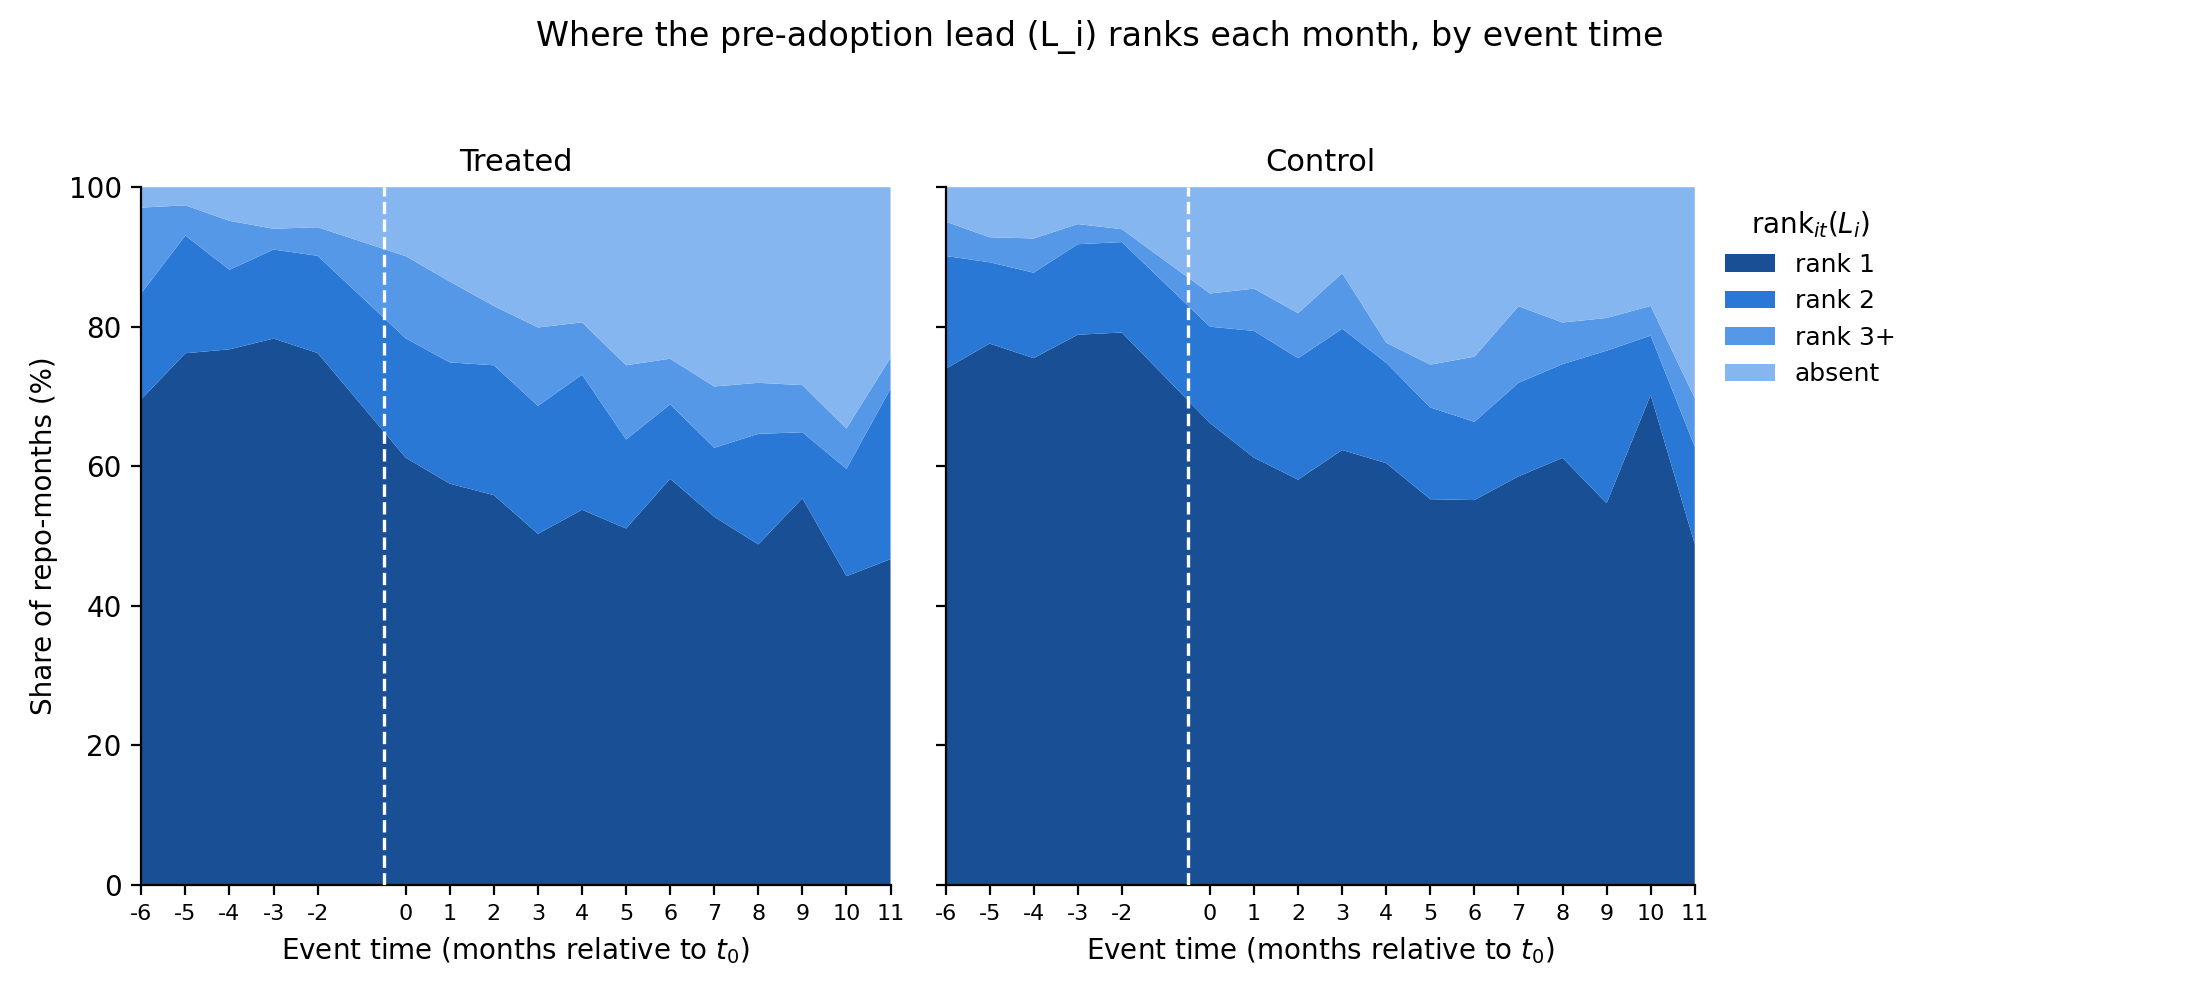 Where the pre-adoption lead (L_i) ranks each month, by event time
Treated
Control
Share of repo-months (%)
100
80
60
40
20
0
-6 -5 -4 -3 -2 0 1 2 3 4 5 6 7 8 9 10 11
-6 -5 -4 -3 -2 0 1 2 3 4 5 6 7 8 9 10 11
Event time (months relative to t₀)
Event time (months relative to t₀)
rank_{it}(L_i)
rank 1
rank 2
rank 3+
absent